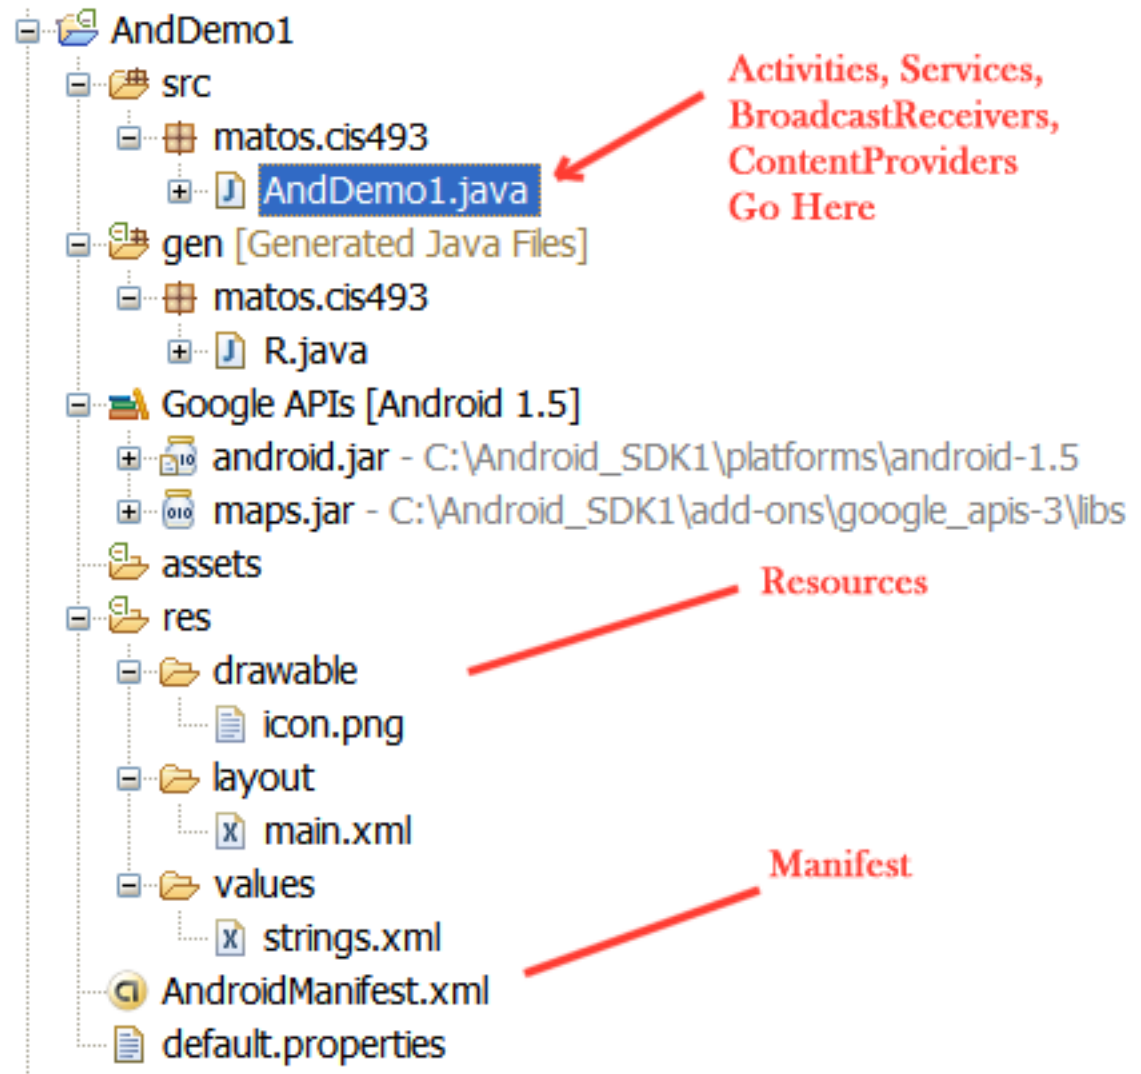 AndDemo1
src
matos.cis493
AndDemo1.java
Activities, Services,
BroadcastReceivers,
ContentProviders
Go Here
gen [Generated Java Files]
matos.cis493
R.java
Google APIs [Android 1.5]
android.jar - C:\Android_SDK1\platforms\android-1.5
maps.jar - C:\Android_SDK1\add-ons\google_apis-3\libs
assets
Resources
res
drawable
icon.png
layout
main.xml
Manifest
values
strings.xml
AndroidManifest.xml
default.properties